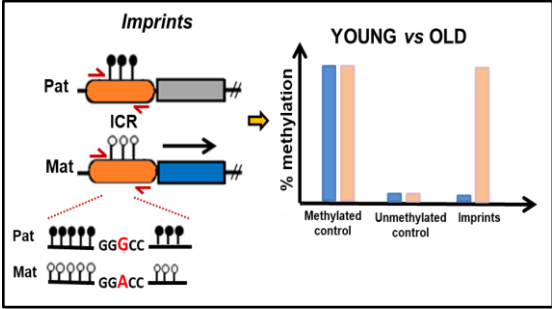 Imprints
Pat
ICR
Mat
Pat
GGGCC
Mat
GGACC
YOUNG vs OLD
% methylation
Methylated
control
Unmethylated
control
Imprints